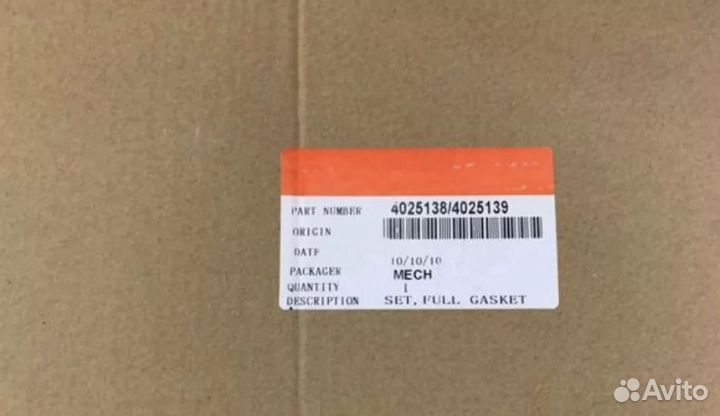 PART NUMBER 4025138/4025139
ORIGIN
DATE 10/10/10
PACKAGER MECH
QUANTITY 1
DESCRIPTION SET, FULL GASKET
Avito